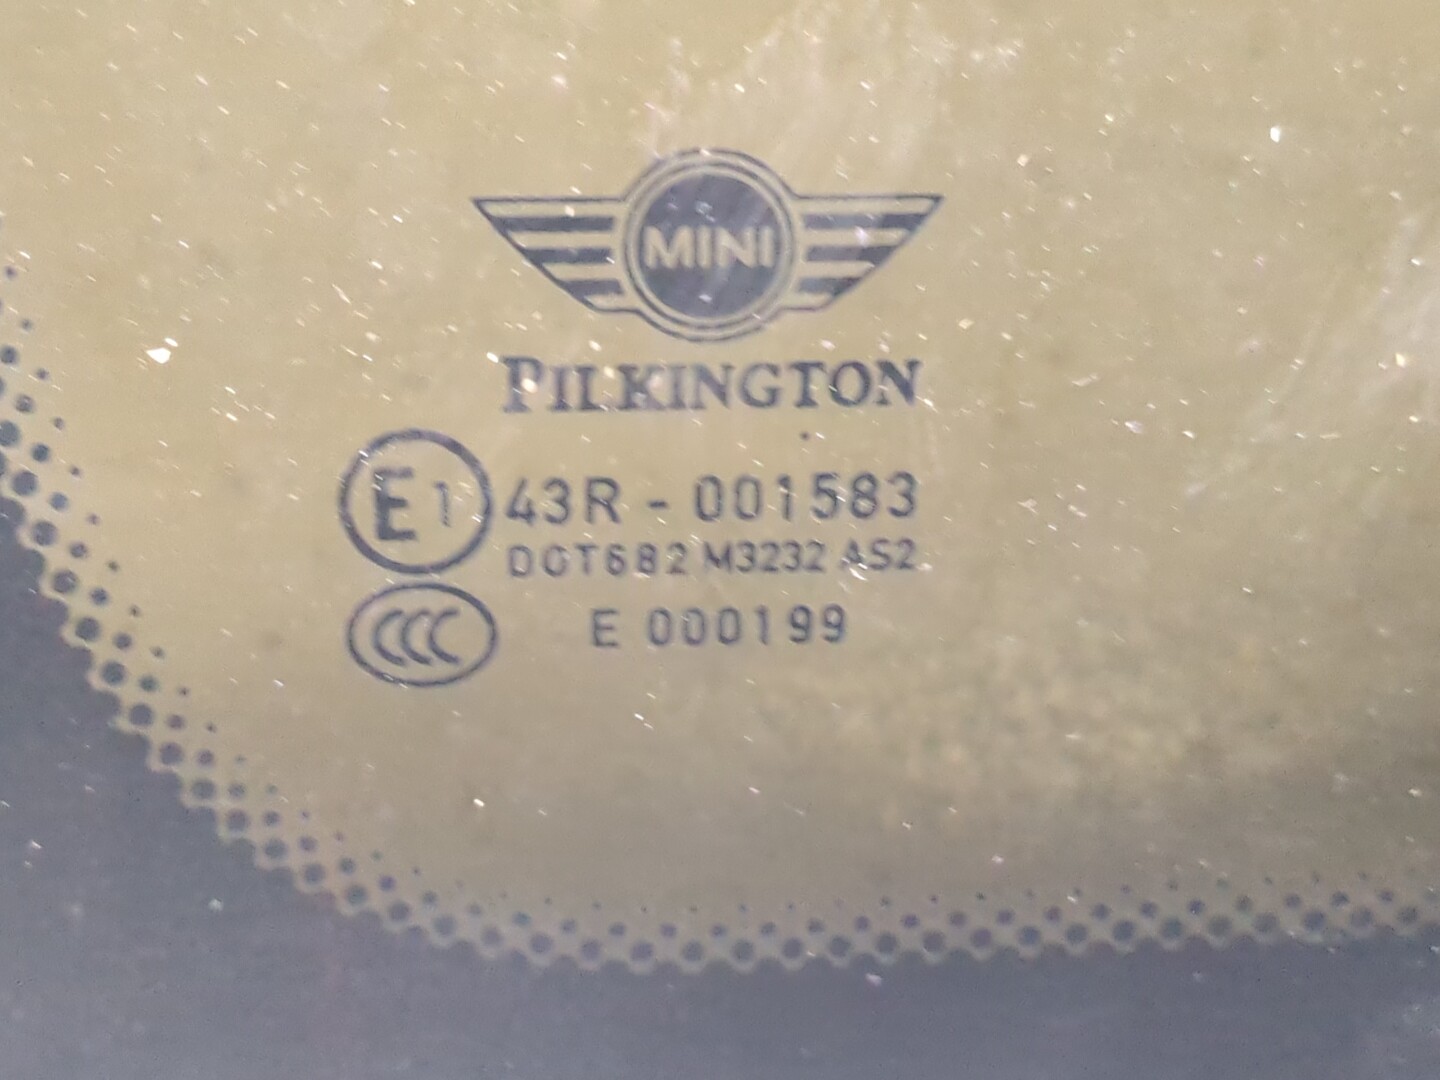 MINI
PILKINGTON
E1 43R - 001583
DOT682 M3232 AS2
CCC E 000199